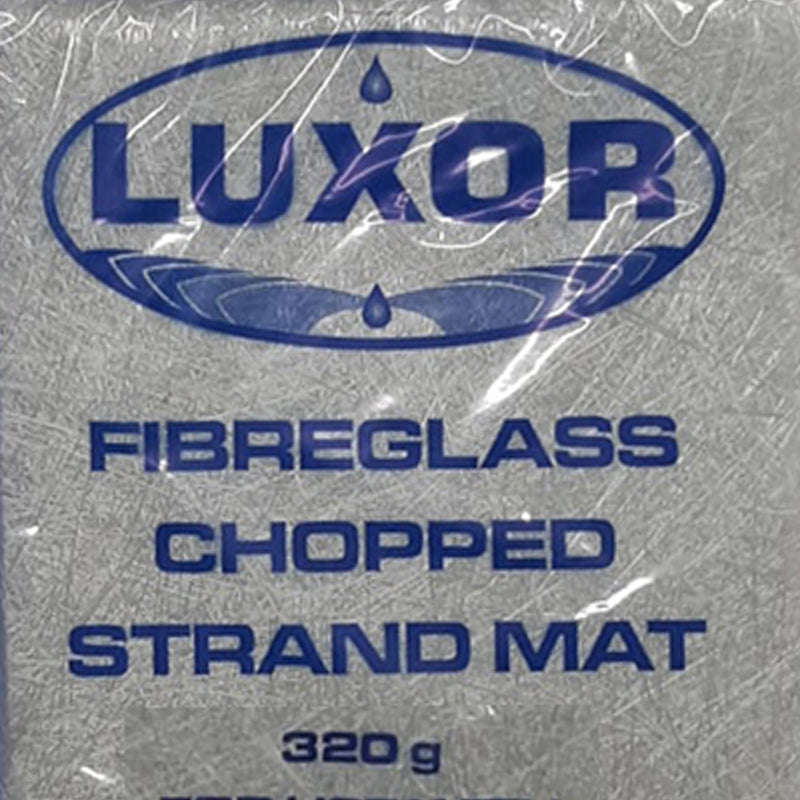 LUXOR
FIBREGLASS
CHOPPED
STRAND MAT
320 g